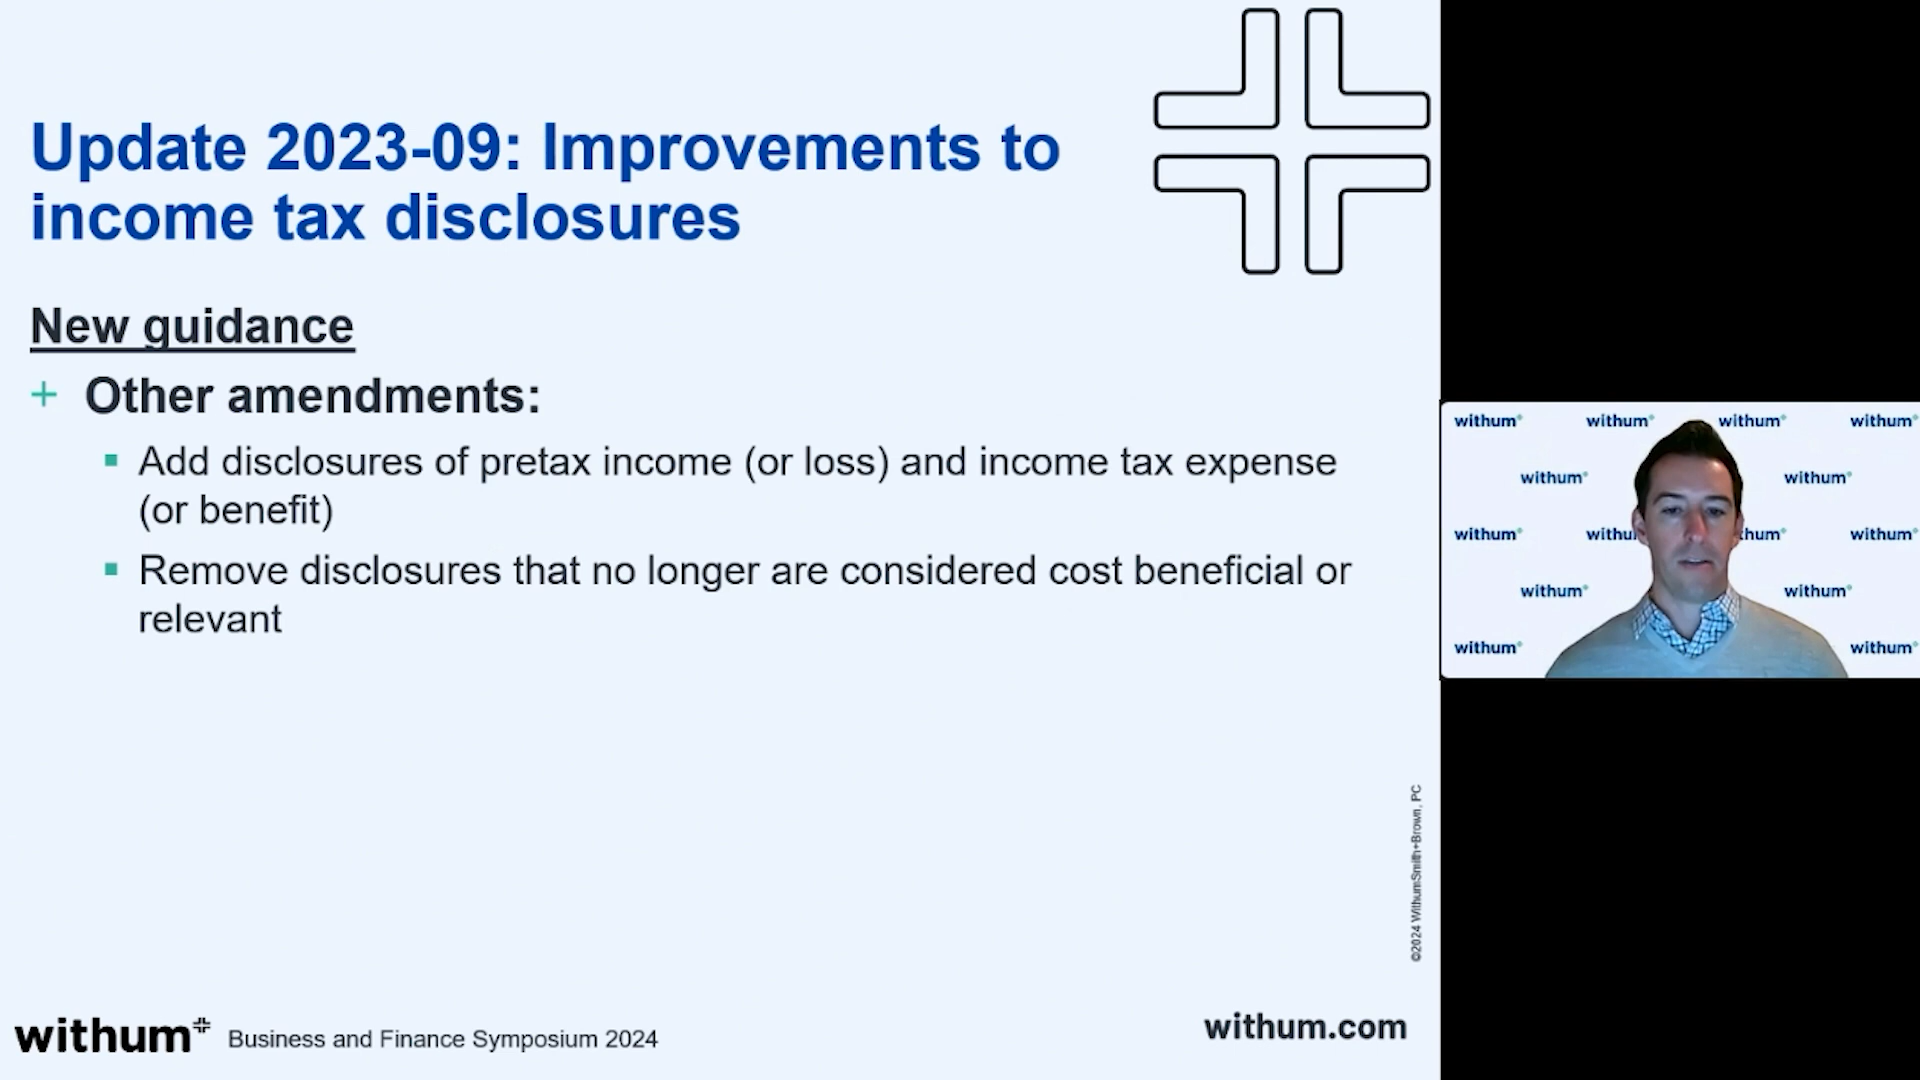 Update 2023-09: Improvements to
income tax disclosures
New guidance
+ Other amendments:
▪ Add disclosures of pretax income (or loss) and income tax expense
(or benefit)
▪ Remove disclosures that no longer are considered cost beneficial or
relevant
©2024 WithumSmith+Brown, PC
withum
Business and Finance Symposium 2024
withum.com
withum withum withum withum
withum withum
withum withu hum withum
withum withum
withum withum